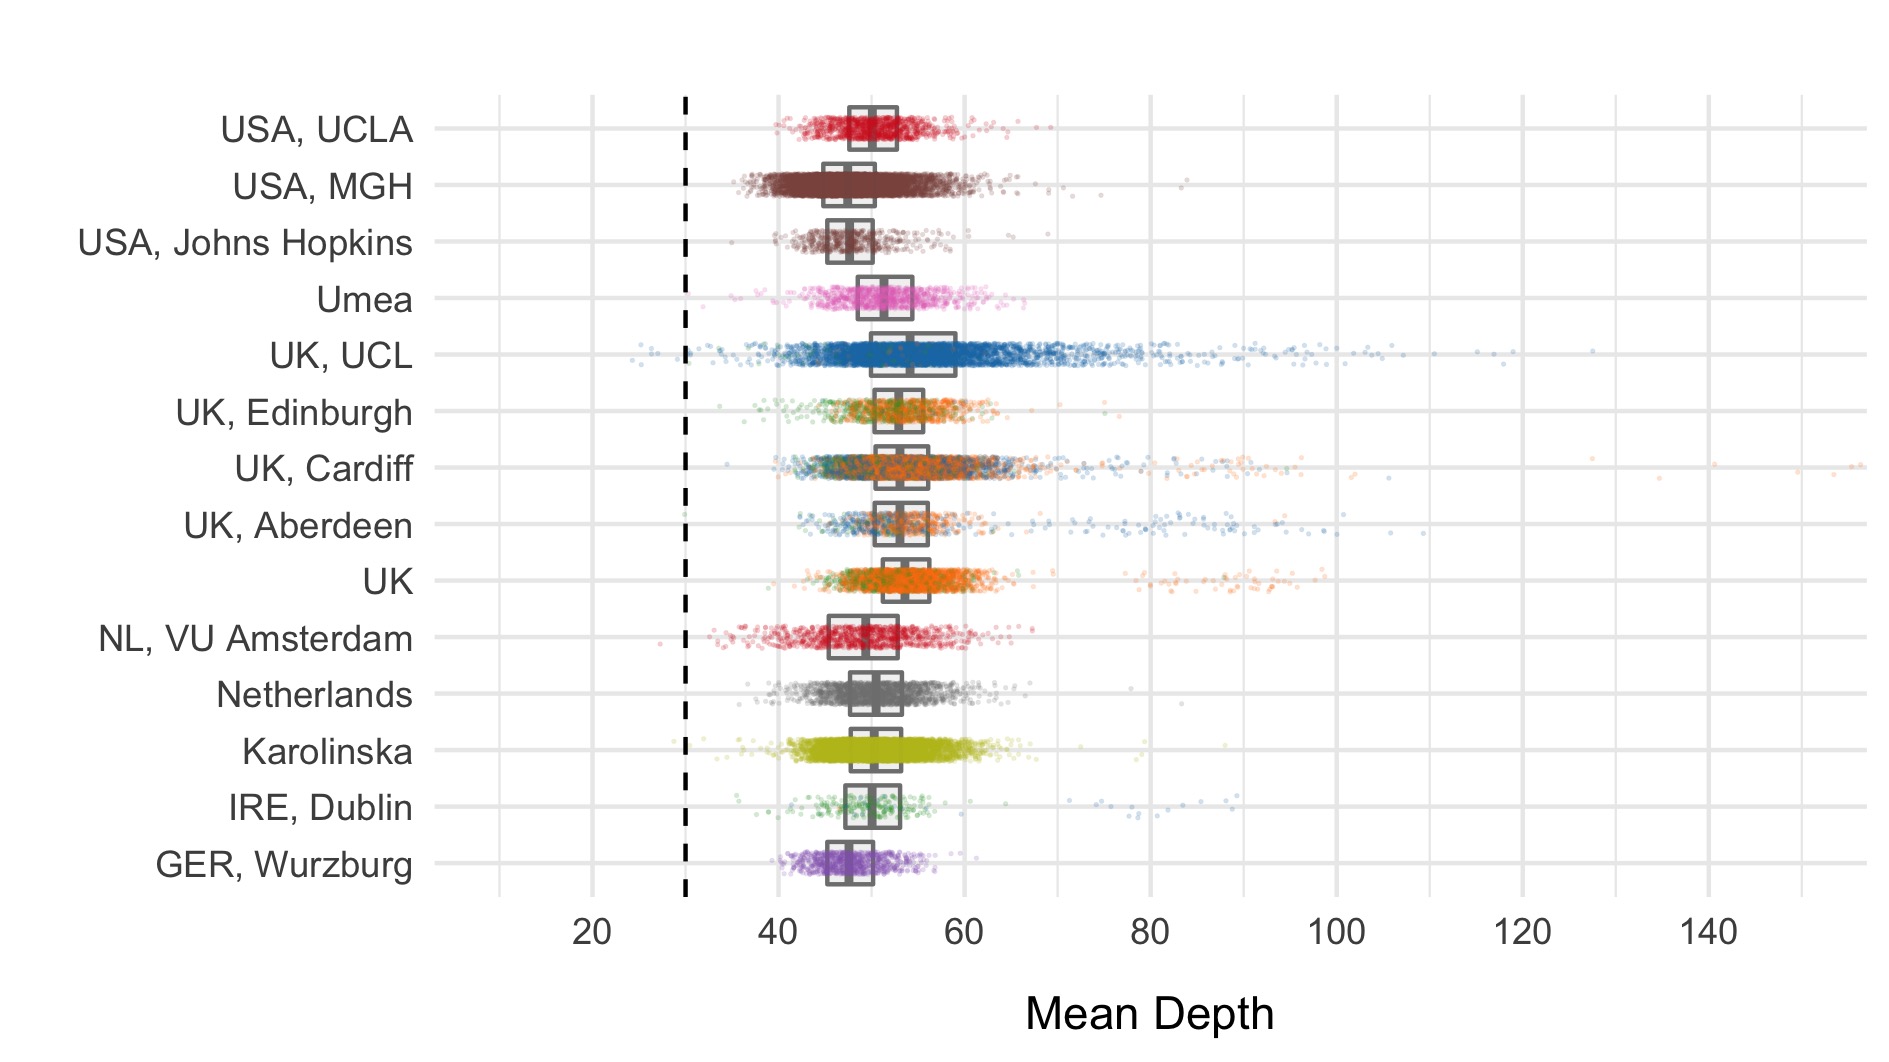 USA, UCLA
USA, MGH
USA, Johns Hopkins
Umea
UK, UCL
UK, Edinburgh
UK, Cardiff
UK, Aberdeen
UK
NL, VU Amsterdam
Netherlands
Karolinska
IRE, Dublin
GER, Wurzburg
20 40 60 80 100 120 140
Mean Depth